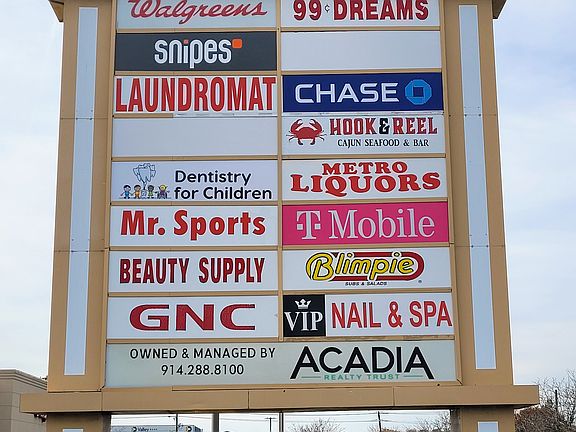 Walgreens
99¢ DREAMS
snipes
LAUNDROMAT
CHASE
HOOK & REEL
CAJUN SEAFOOD & BAR
Dentistry
for Children
METRO
LIQUORS
Mr. Sports
T Mobile
BEAUTY SUPPLY
Blimpie
SUBS & SALADS
GNC
VIP NAIL & SPA
OWNED & MANAGED BY
914.288.8100
ACADIA
REALTY TRUST
Valley